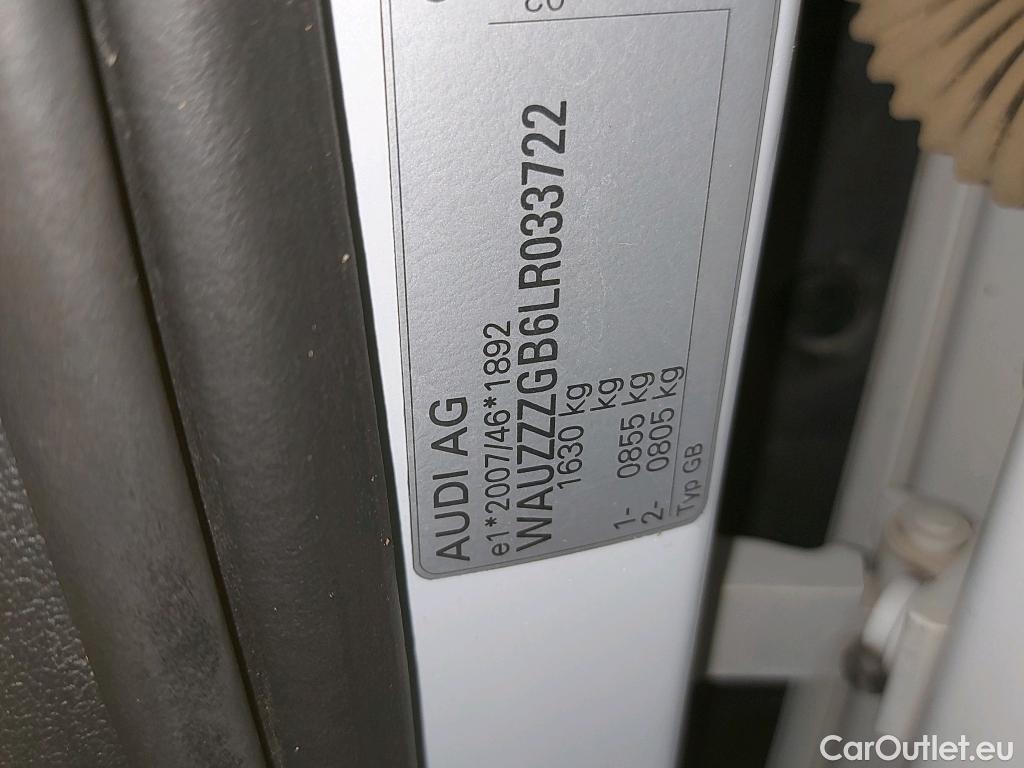 AUDI AG
e1*2007/46*1892
WAUZZZGB6LR033722
1630 kg
kg
1- 0855 kg
2- 0805 kg
Typ GB
CarOutlet.eu